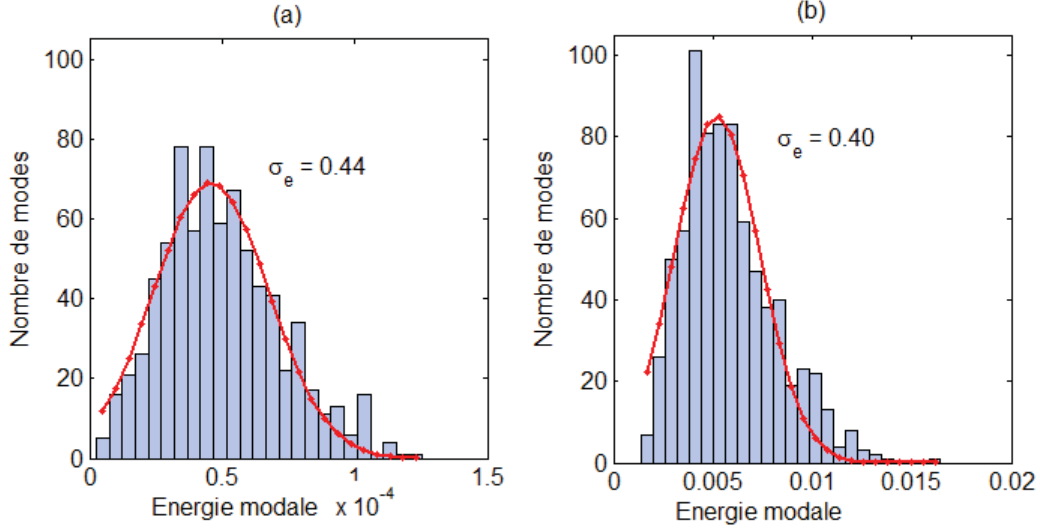 (a)
100
80
60
40
20
0
Nombre de modes
σe = 0.44
0 0.5 1 1.5
Energie modale x 10-4
(b)
100
80
60
40
20
0
Nombre de modes
σe = 0.40
0 0.005 0.01 0.015 0.02
Energie modale